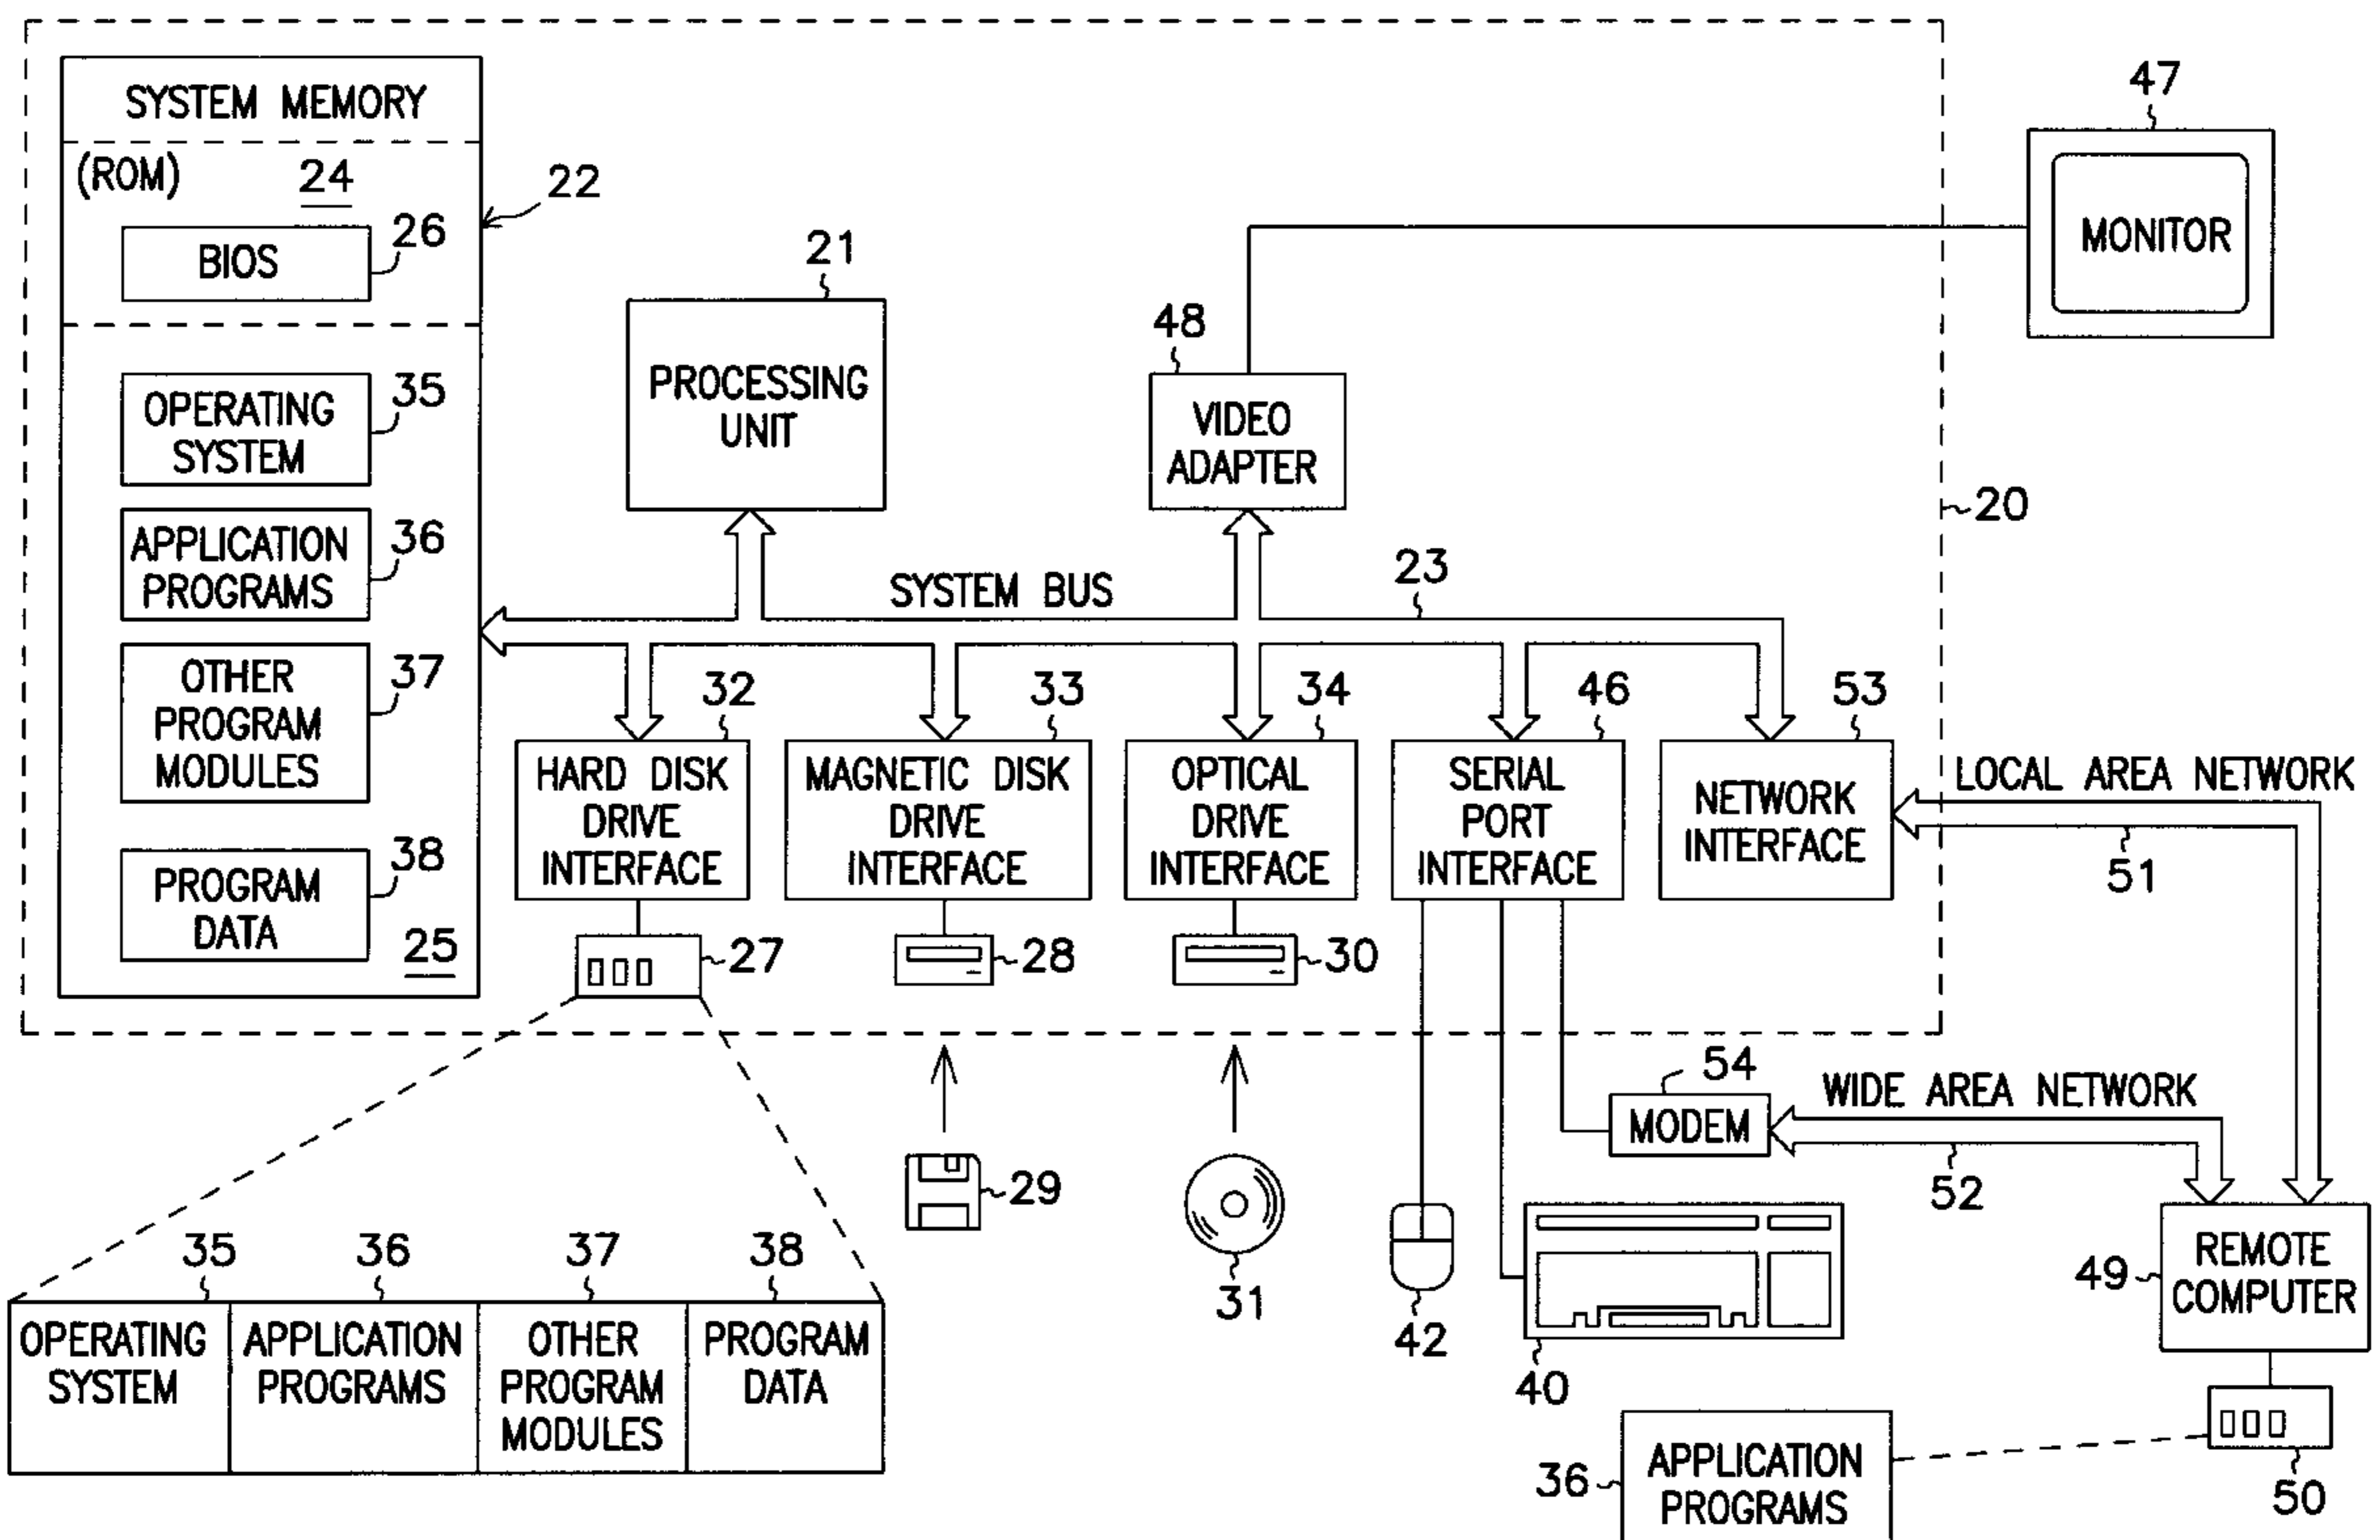 SYSTEM MEMORY
(ROM)
24
22
BIOS
26
OPERATING
SYSTEM
35
APPLICATION
PROGRAMS
36
OTHER
PROGRAM
MODULES
37
PROGRAM
DATA
38
25
21
PROCESSING
UNIT
48
VIDEO
ADAPTER
47
MONITOR
20
SYSTEM BUS
23
32
HARD DISK
DRIVE
INTERFACE
33
MAGNETIC DISK
DRIVE
INTERFACE
34
OPTICAL
DRIVE
INTERFACE
46
SERIAL
PORT
INTERFACE
53
NETWORK
INTERFACE
LOCAL AREA NETWORK
51
27
28
30
54
MODEM
WIDE AREA NETWORK
52
29
31
42
40
49
REMOTE
COMPUTER
50
35
OPERATING
SYSTEM
36
APPLICATION
PROGRAMS
37
OTHER
PROGRAM
MODULES
38
PROGRAM
DATA
36
APPLICATION
PROGRAMS